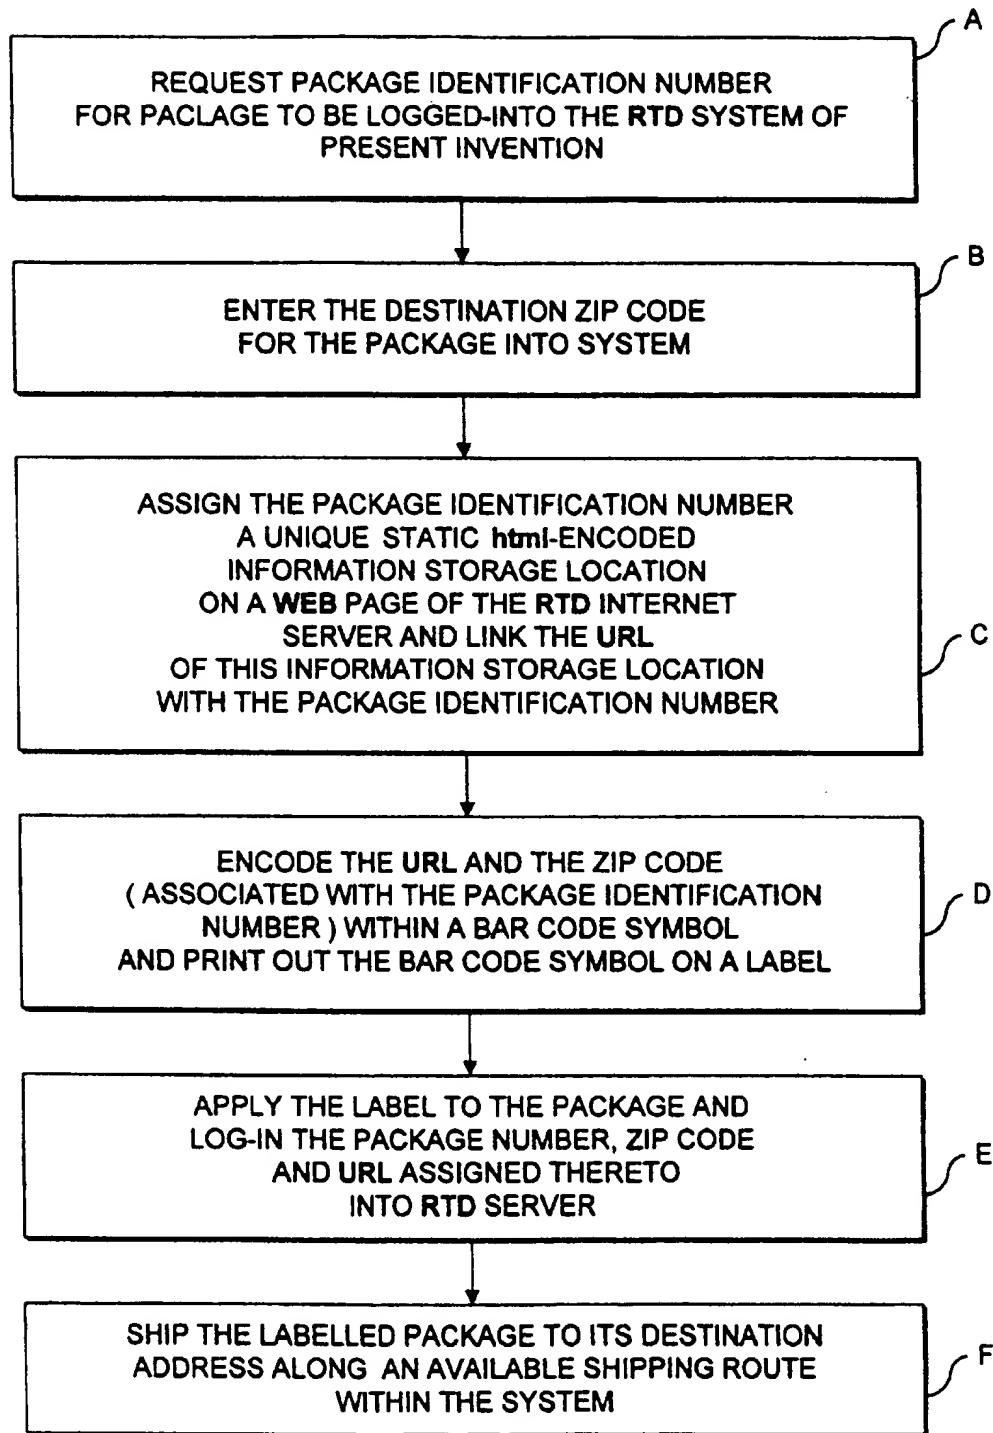 A
REQUEST PACKAGE IDENTIFICATION NUMBER
FOR PACLAGE TO BE LOGGED-INTO THE RTD SYSTEM OF
PRESENT INVENTION
B
ENTER THE DESTINATION ZIP CODE
FOR THE PACKAGE INTO SYSTEM
ASSIGN THE PACKAGE IDENTIFICATION NUMBER
A UNIQUE STATIC html-ENCODED
INFORMATION STORAGE LOCATION
ON A WEB PAGE OF THE RTD INTERNET
SERVER AND LINK THE URL
OF THIS INFORMATION STORAGE LOCATION
WITH THE PACKAGE IDENTIFICATION NUMBER
C
ENCODE THE URL AND THE ZIP CODE
( ASSOCIATED WITH THE PACKAGE IDENTIFICATION
NUMBER ) WITHIN A BAR CODE SYMBOL
AND PRINT OUT THE BAR CODE SYMBOL ON A LABEL
D
APPLY THE LABEL TO THE PACKAGE AND
LOG-IN THE PACKAGE NUMBER, ZIP CODE
AND URL ASSIGNED THERETO
INTO RTD SERVER
E
SHIP THE LABELLED PACKAGE TO ITS DESTINATION
ADDRESS ALONG AN AVAILABLE SHIPPING ROUTE
WITHIN THE SYSTEM
F